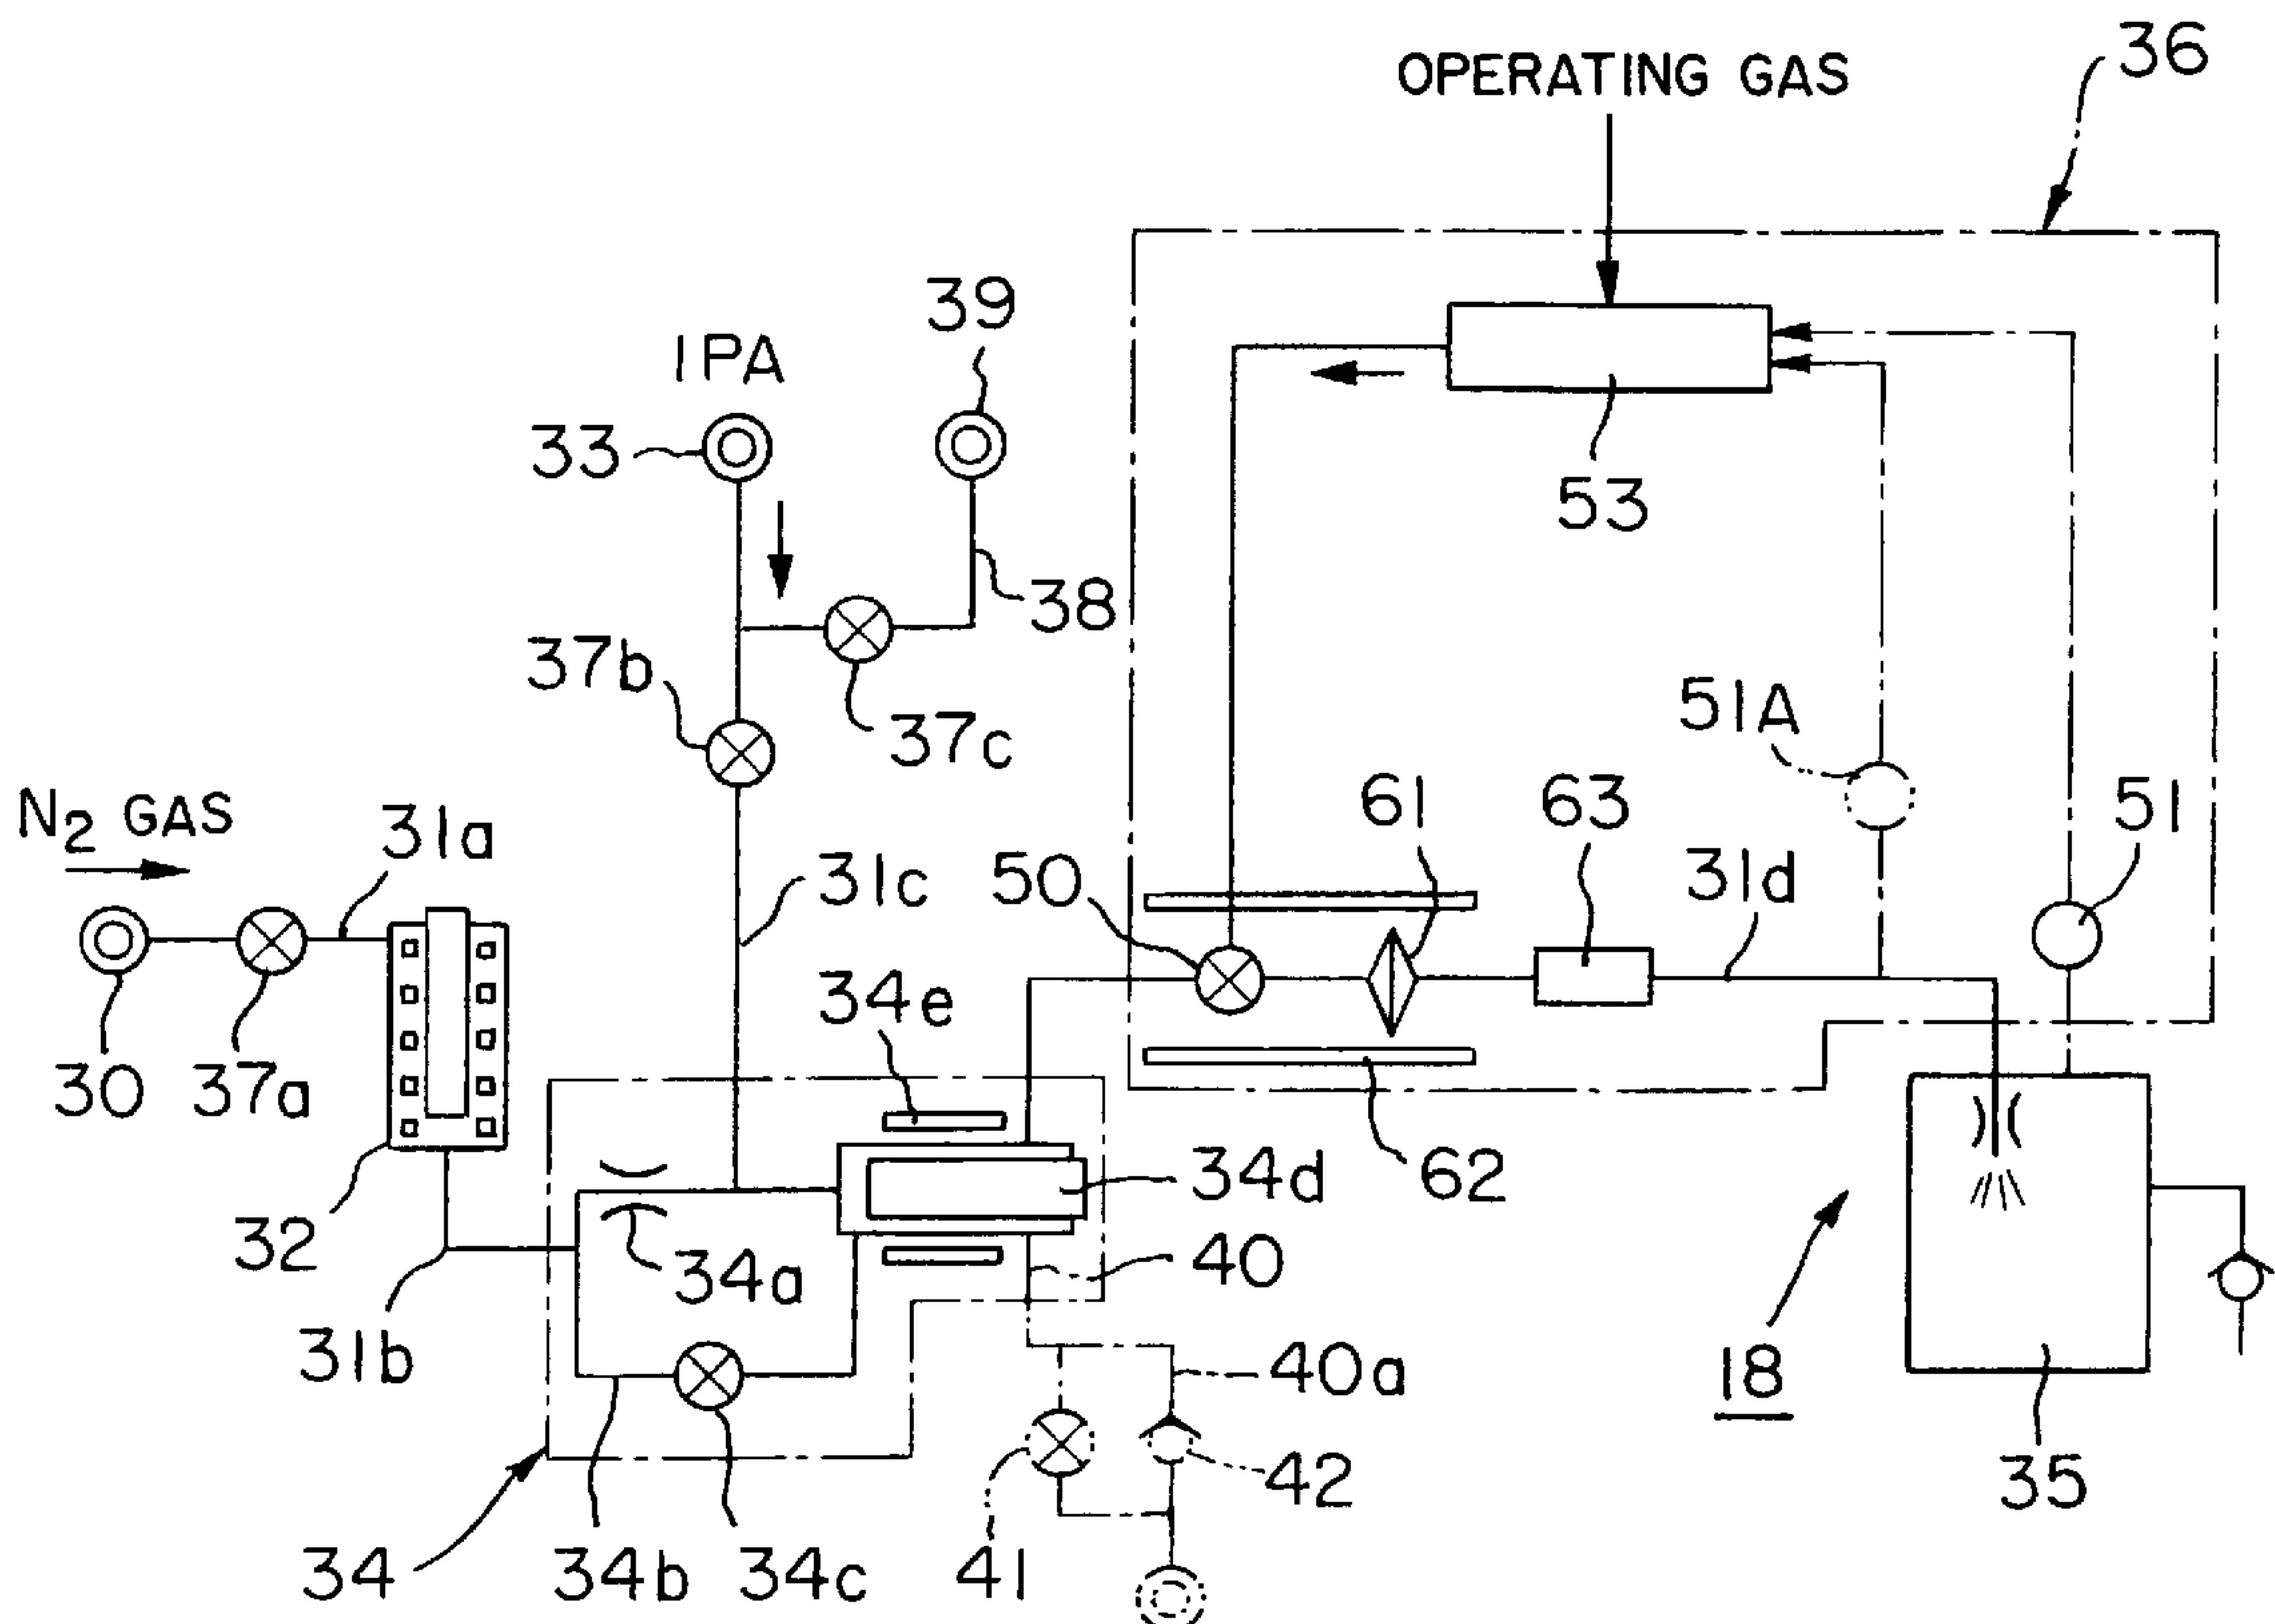 OPERATING GAS
36
39
IPA
33
53
38
37b
37c
51A
N2 GAS
31a
61
63
51
31c
50
31d
34e
30
37a
34d
62
32
40
34a
31b
40a
18
42
35
34
34b
34c
41